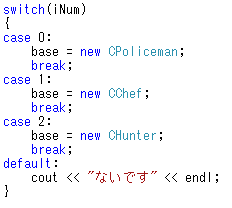 switch(iNum)
{
case 0:
    base = new CPoliceman;
    break;
case 1:
    base = new CChef;
    break;
case 2:
    base = new CHunter;
    break;
default:
    cout << "ないです" << endl;
}